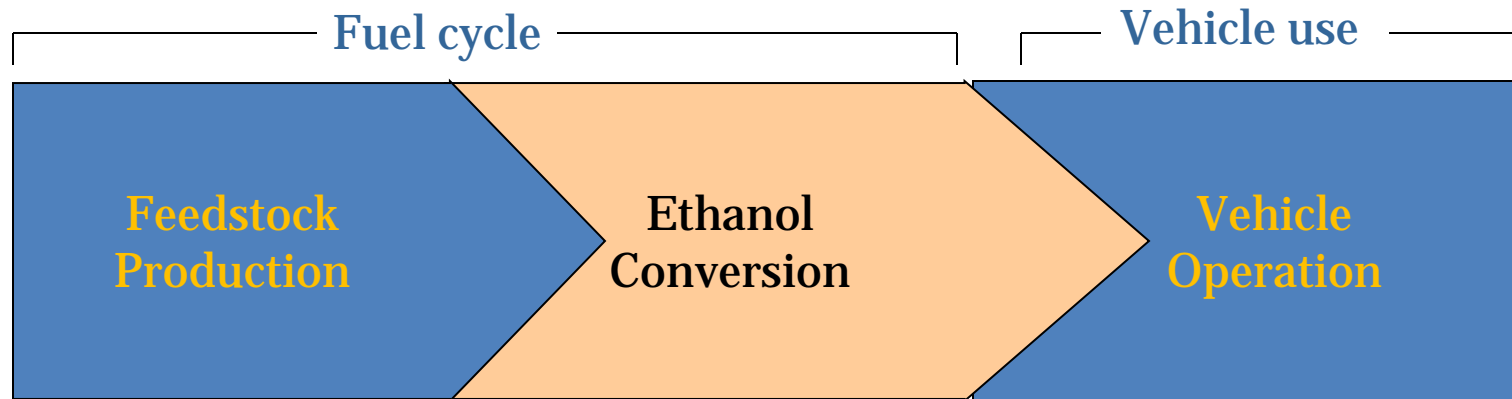 Fuel cycle
Vehicle use
Feedstock
Production
Ethanol
Conversion
Vehicle
Operation